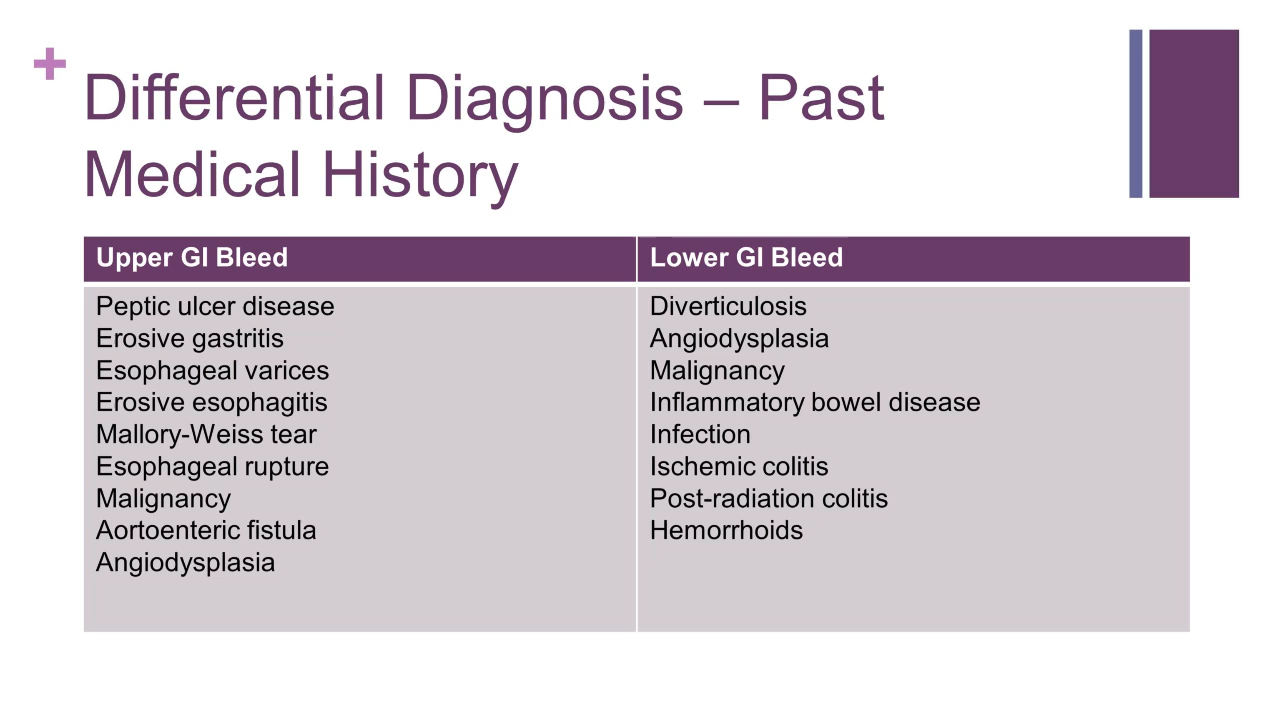 Differential Diagnosis – Past
Medical History
Upper GI Bleed
Peptic ulcer disease
Erosive gastritis
Esophageal varices
Erosive esophagitis
Mallory-Weiss tear
Esophageal rupture
Malignancy
Aortoenteric fistula
Angiodysplasia
Lower GI Bleed
Diverticulosis
Angiodysplasia
Malignancy
Inflammatory bowel disease
Infection
Ischemic colitis
Post-radiation colitis
Hemorrhoids